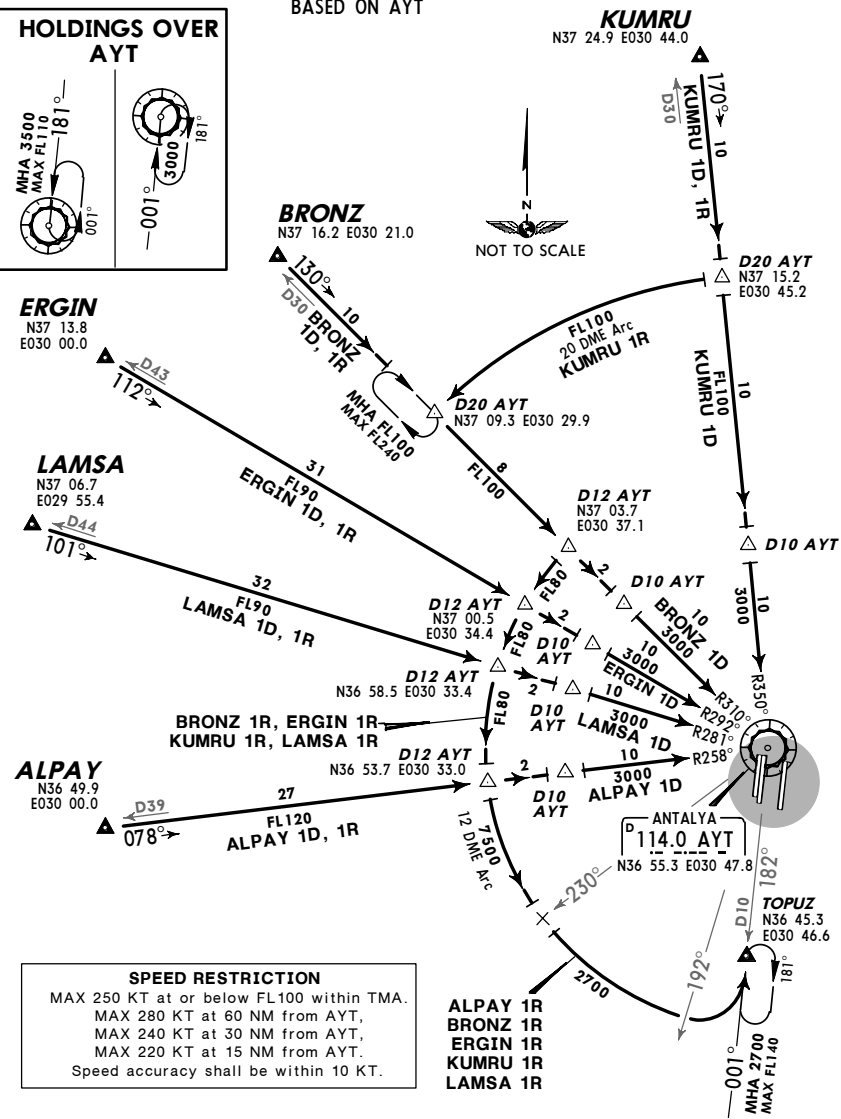 BASED ON AYT
HOLDINGS OVER
AYT
MHA 3500
MAX FL110
181°
001°
3000
181°
001°
KUMRU
N37 24.9 E030 44.0
170°
D30
10
KUMRU 1D, 1R
N
NOT TO SCALE
BRONZ
N37 16.2 E030 21.0
130°
D30
10
BRONZ
1D, 1R
D20 AYT
N37 15.2
E030 45.2
FL100
20 DME Arc
KUMRU 1R
10
FL100
KUMRU 1D
ERGIN
N37 13.8
E030 00.0
D43
112°
31
FL90
ERGIN 1D, 1R
MHA FL100
MAX FL240
D20 AYT
N37 09.3 E030 29.9
8
FL100
LAMSA
N37 06.7
E029 55.4
D44
101°
32
FL90
LAMSA 1D, 1R
D12 AYT
N37 03.7
E030 37.1
D10 AYT
10
3000
FL80
2
D10 AYT
10
BRONZ 1D
3000
D12 AYT
N37 00.5
E030 34.4
FL80
2
D10
AYT
10
3000
ERGIN 1D
D12 AYT
N36 58.5 E030 33.4
2
D10
AYT
10
3000
LAMSA 1D
FL80
R350°
R310°
R292°
R281°
R258°
BRONZ 1R, ERGIN 1R
KUMRU 1R, LAMSA 1R
D12 AYT
N36 53.7 E030 33.0
2
D10
AYT
10
3000
ALPAY 1D
ALPAY
N36 49.9
E030 00.0
D39
078°
27
FL120
ALPAY 1D, 1R
7500
12 DME Arc
ANTALYA
D 114.0 AYT
N36 55.3 E030 47.8
230°
182°
D10
192°
TOPUZ
N36 45.3
E030 46.6
181°
001°
MHA 2700
MAX FL140
2700
ALPAY 1R
BRONZ 1R
ERGIN 1R
KUMRU 1R
LAMSA 1R
SPEED RESTRICTION
MAX 250 KT at or below FL100 within TMA.
MAX 280 KT at 60 NM from AYT,
MAX 240 KT at 30 NM from AYT,
MAX 220 KT at 15 NM from AYT.
Speed accuracy shall be within 10 KT.